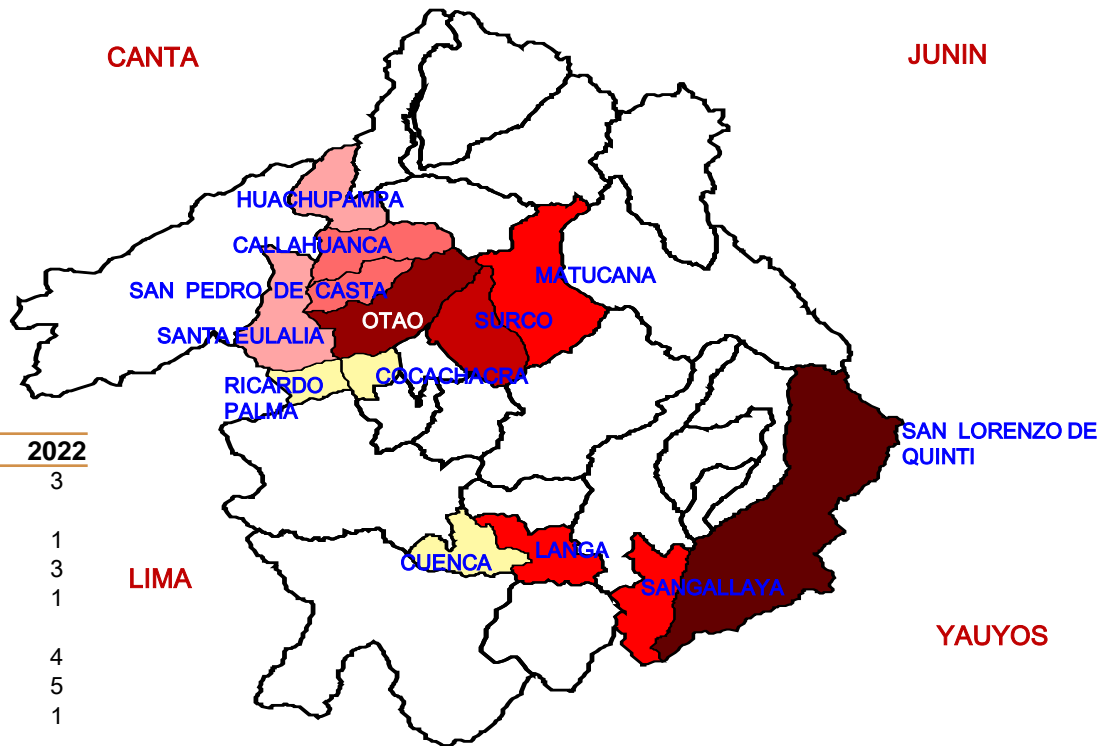 CANTA
JUNIN
HUACHUPAMPA
CALLAHUANCA
MATUCANA
SAN PEDRO DE CASTA
OTAO
SURCO
SANTA EULALIA
COCACHACRA
RICARDO
PALMA
SAN LORENZO DE
QUINTI
2022
3
1
3
1
4
5
1
LANGA
CUENCA
LIMA
SANGALLAYA
YAUYOS